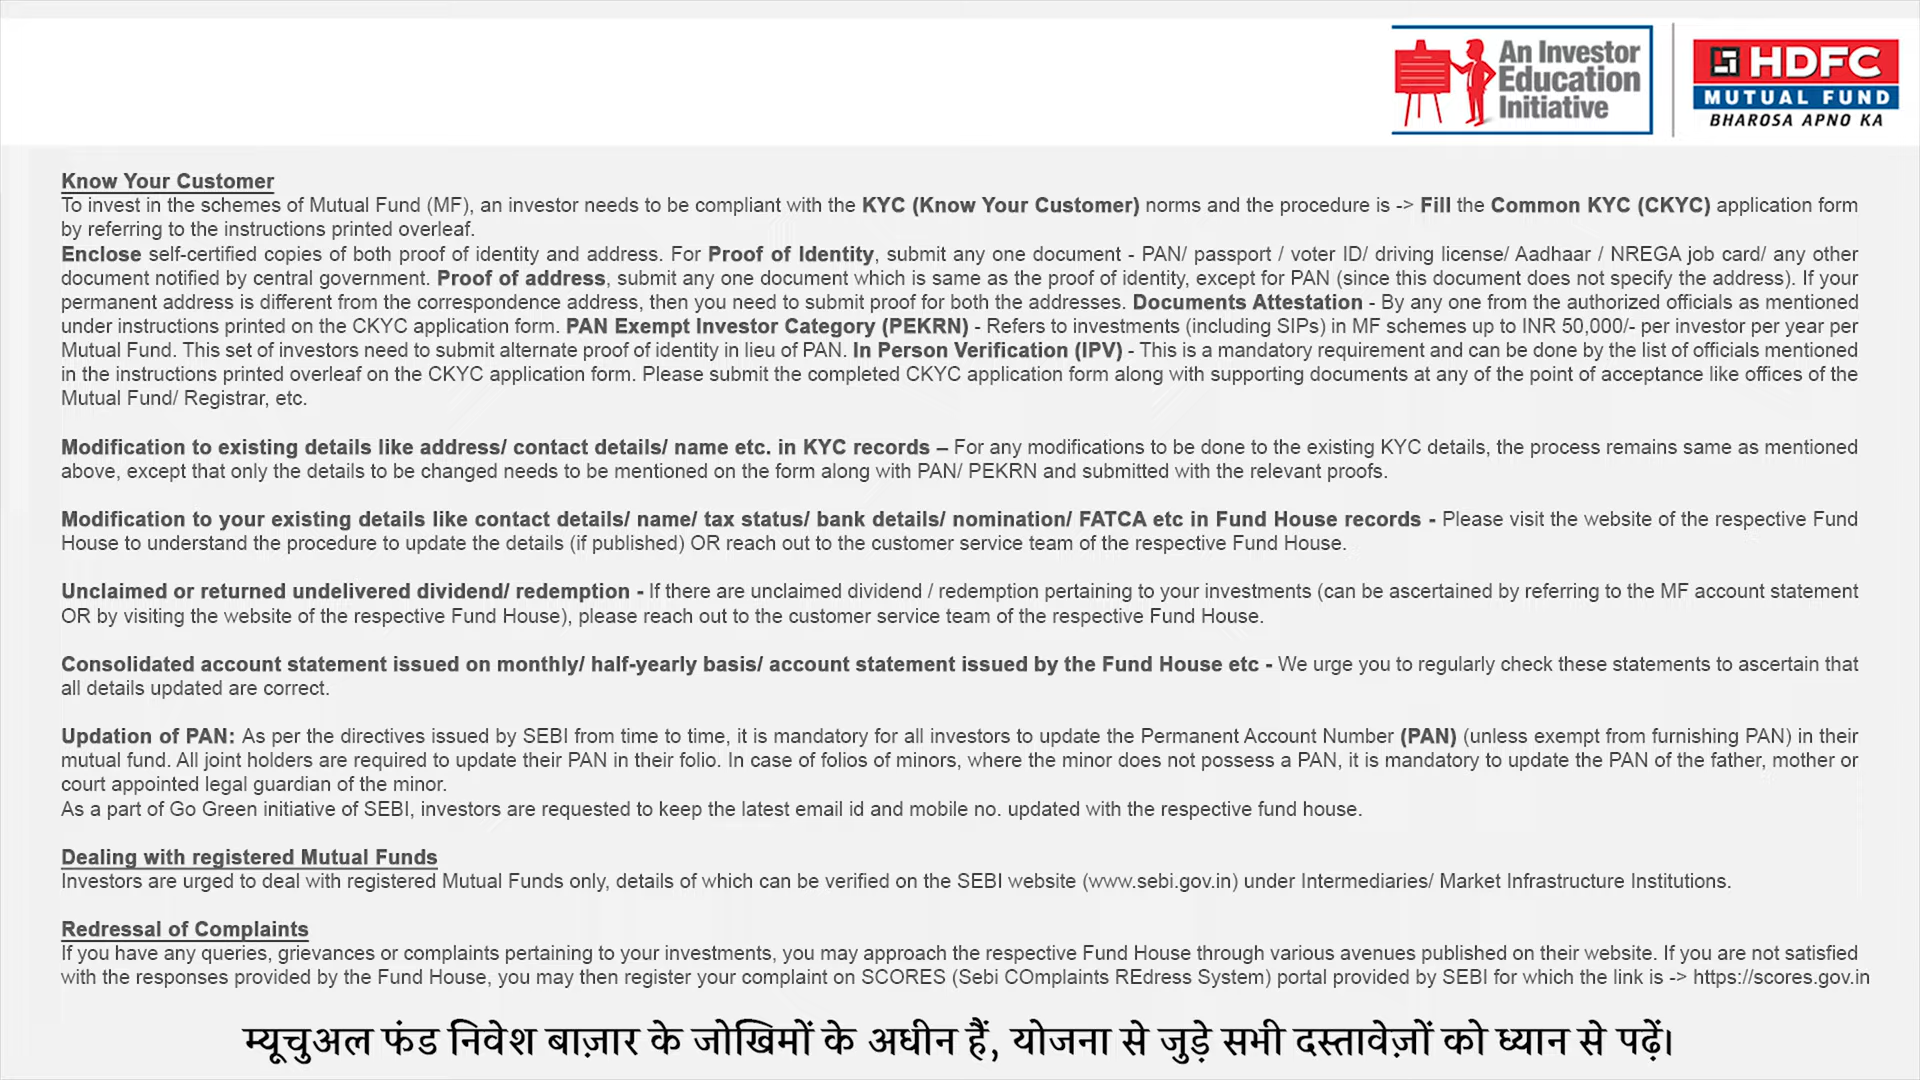 An Investor
Education
Initiative
HDFC
MUTUAL FUND
BHAROSA APNO KA
Know Your Customer
To invest in the schemes of Mutual Fund (MF), an investor needs to be compliant with the KYC (Know Your Customer) norms and the procedure is -> Fill the Common KYC (CKYC) application form
by referring to the instructions printed overleaf.
Enclose self-certified copies of both proof of identity and address. For Proof of Identity, submit any one document - PAN/ passport / voter ID/ driving license/ Aadhaar / NREGA job card/ any other
document notified by central government. Proof of address, submit any one document which is same as the proof of identity, except for PAN (since this document does not specify the address). If your
permanent address is different from the correspondence address, then you need to submit proof for both the addresses. Documents Attestation - By any one from the authorized officials as mentioned
under instructions printed on the CKYC application form. PAN Exempt Investor Category (PEKRN) - Refers to investments (including SIPs) in MF schemes up to INR 50,000/- per investor per year per
Mutual Fund. This set of investors need to submit alternate proof of identity in lieu of PAN. In Person Verification (IPV) - This is a mandatory requirement and can be done by the list of officials mentioned
in the instructions printed overleaf on the CKYC application form. Please submit the completed CKYC application form along with supporting documents at any of the point of acceptance like offices of the
Mutual Fund/ Registrar, etc.
Modification to existing details like address/ contact details/ name etc. in KYC records – For any modifications to be done to the existing KYC details, the process remains same as mentioned
above, except that only the details to be changed needs to be mentioned on the form along with PAN/ PEKRN and submitted with the relevant proofs.
Modification to your existing details like contact details/ name/ tax status/ bank details/ nomination/ FATCA etc in Fund House records - Please visit the website of the respective Fund
House to understand the procedure to update the details (if published) OR reach out to the customer service team of the respective Fund House.
Unclaimed or returned undelivered dividend/ redemption - If there are unclaimed dividend / redemption pertaining to your investments (can be ascertained by referring to the MF account statement
OR by visiting the website of the respective Fund House), please reach out to the customer service team of the respective Fund House.
Consolidated account statement issued on monthly/ half-yearly basis/ account statement issued by the Fund House etc - We urge you to regularly check these statements to ascertain that
all details updated are correct.
Updation of PAN: As per the directives issued by SEBI from time to time, it is mandatory for all investors to update the Permanent Account Number (PAN) (unless exempt from furnishing PAN) in their
mutual fund. All joint holders are required to update their PAN in their folio. In case of folios of minors, where the minor does not possess a PAN, it is mandatory to update the PAN of the father, mother or
court appointed legal guardian of the minor.
As a part of Go Green initiative of SEBI, investors are requested to keep the latest email id and mobile no. updated with the respective fund house.
Dealing with registered Mutual Funds
Investors are urged to deal with registered Mutual Funds only, details of which can be verified on the SEBI website (www.sebi.gov.in) under Intermediaries/ Market Infrastructure Institutions.
Redressal of Complaints
If you have any queries, grievances or complaints pertaining to your investments, you may approach the respective Fund House through various avenues published on their website. If you are not satisfied
with the responses provided by the Fund House, you may then register your complaint on SCORES (Sebi COmplaints REdress System) portal provided by SEBI for which the link is -> https://scores.gov.in
म्यूचुअल फंड निवेश बाज़ार के जोखिमों के अधीन हैं, योजना से जुड़े सभी दस्तावेज़ों को ध्यान से पढ़ें।